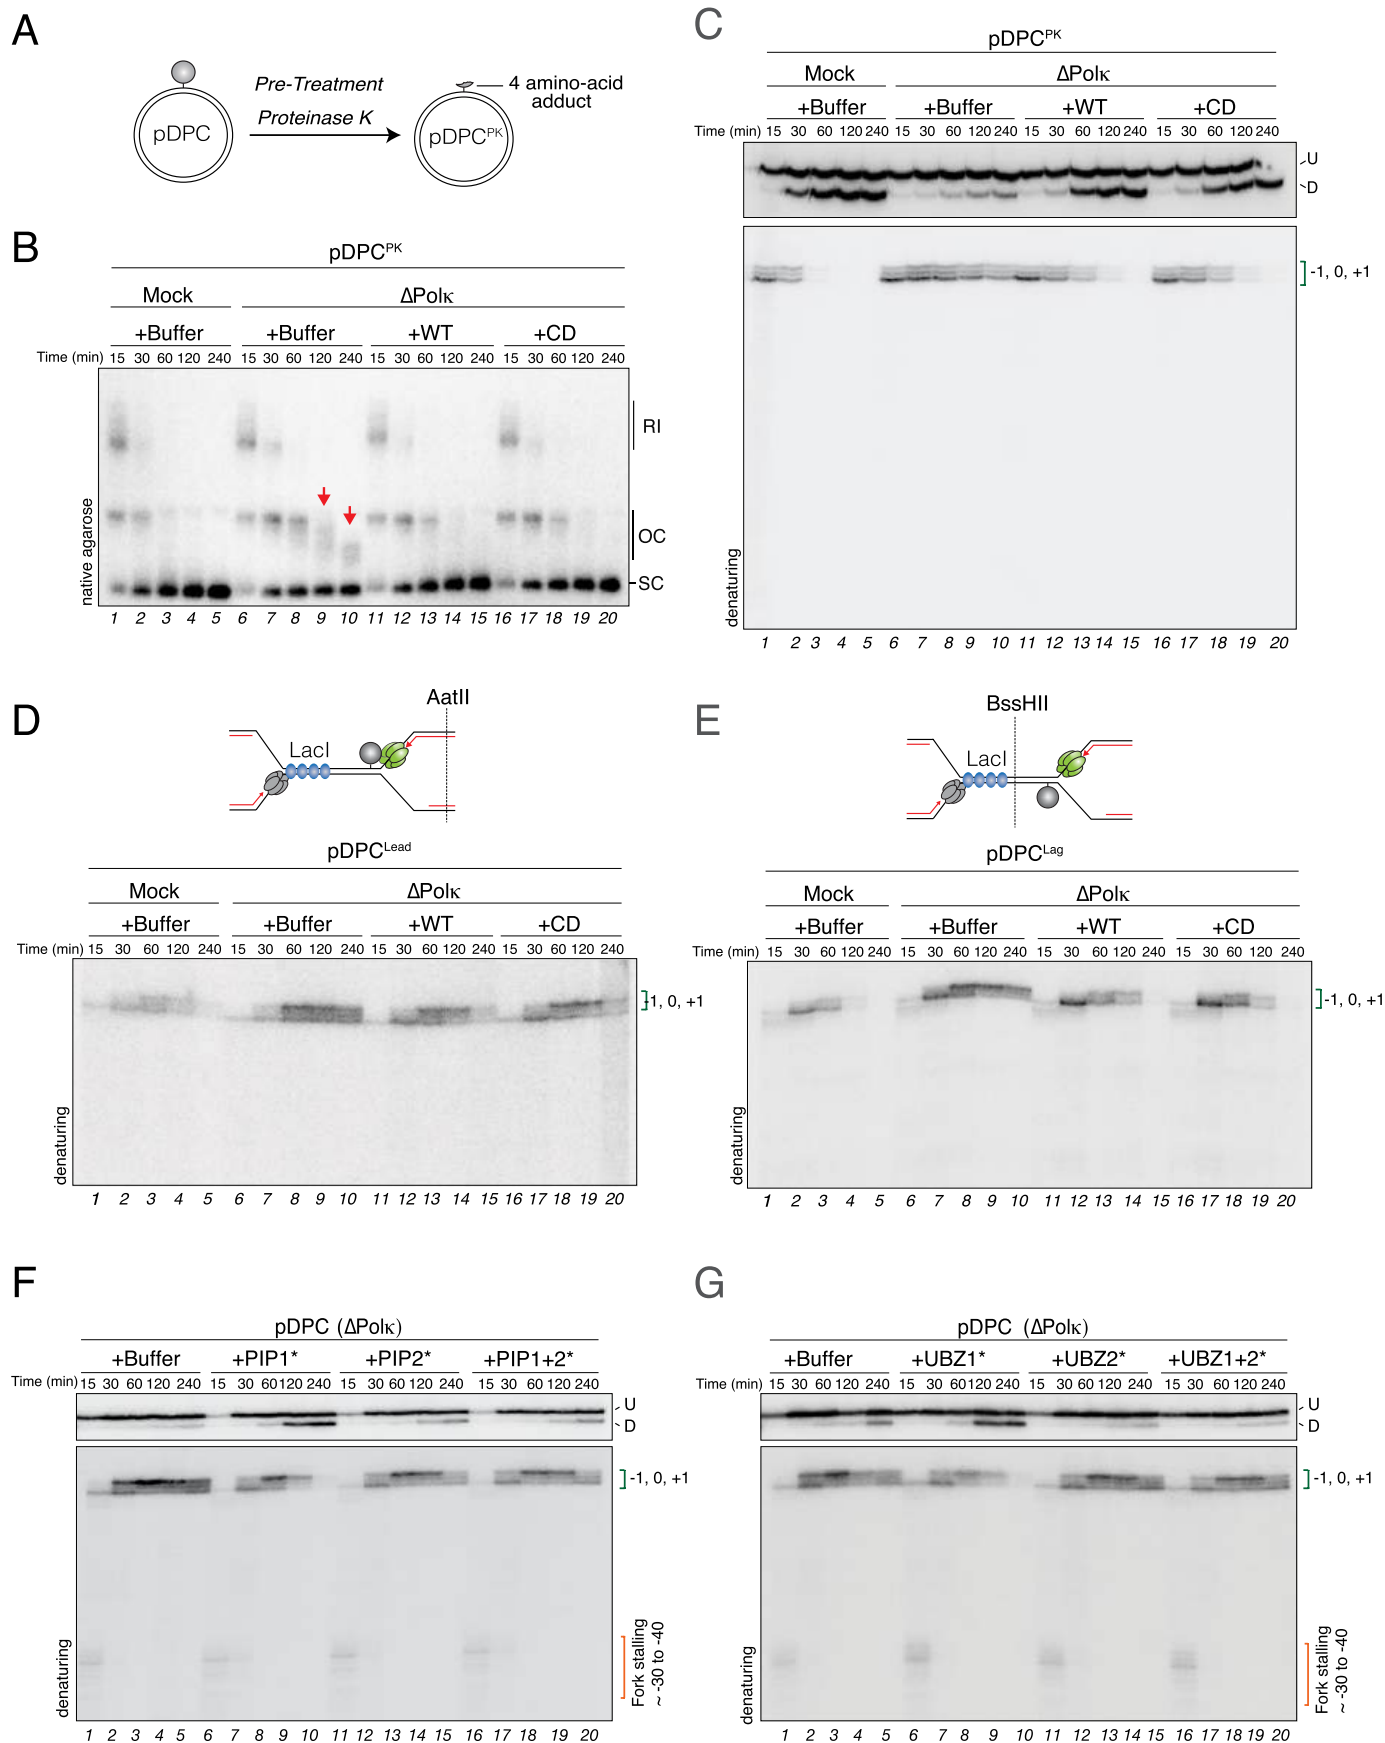 A
pDPC
Pre-Treatment
Proteinase K
pDPCPK
4 amino-acid
adduct
B
pDPCPK
Mock ΔPolκ
+Buffer +Buffer +WT +CD
Time (min) 15 30 60 120 240 15 30 60 120 240 15 30 60 120 240 15 30 60 120 240
RI
OC
SC
native agarose
1 2 3 4 5 6 7 8 9 10 11 12 13 14 15 16 17 18 19 20
C
pDPCPK
Mock ΔPolκ
+Buffer +Buffer +WT +CD
Time (min) 15 30 60 120 240 15 30 60 120 240 15 30 60 120 240 15 30 60 120 240
U
D
-1, 0, +1
denaturing
1 2 3 4 5 6 7 8 9 10 11 12 13 14 15 16 17 18 19 20
D
AatII
LacI
pDPCLead
Mock ΔPolκ
+Buffer +Buffer +WT +CD
Time (min) 15 30 60 120 240 15 30 60 120 240 15 30 60 120 240 15 30 60 120 240
-1, 0, +1
denaturing
1 2 3 4 5 6 7 8 9 10 11 12 13 14 15 16 17 18 19 20
E
BssHII
LacI
pDPCLag
Mock ΔPolκ
+Buffer +Buffer +WT +CD
Time (min) 15 30 60 120 240 15 30 60 120 240 15 30 60 120 240 15 30 60 120 240
-1, 0, +1
denaturing
1 2 3 4 5 6 7 8 9 10 11 12 13 14 15 16 17 18 19 20
F
pDPC (ΔPolκ)
+Buffer +PIP1* +PIP2* +PIP1+2*
Time (min) 15 30 60 120 240 15 30 60 120 240 15 30 60 120 240 15 30 60 120 240
U
D
-1, 0, +1
Fork stalling
~ -30 to -40
denaturing
1 2 3 4 5 6 7 8 9 10 11 12 13 14 15 16 17 18 19 20
G
pDPC (ΔPolκ)
+Buffer +UBZ1* +UBZ2* +UBZ1+2*
Time (min) 15 30 60 120 240 15 30 60 120 240 15 30 60 120 240 15 30 60 120 240
U
D
-1, 0, +1
Fork stalling
~ -30 to -40
denaturing
1 2 3 4 5 6 7 8 9 10 11 12 13 14 15 16 17 18 19 20